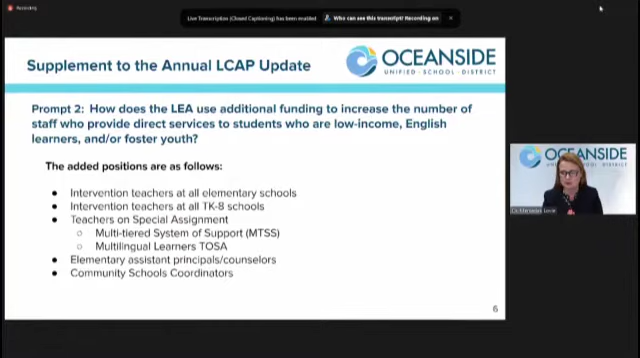 Recording
Live Transcription (Closed Captioning) has been enabled
Who can see this transcript? Recording on
Supplement to the Annual LCAP Update
OCEANSIDE
UNIFIED · SCHOOL · DISTRICT
Prompt 2: How does the LEA use additional funding to increase the number of
staff who provide direct services to students who are low-income, English
learners, and/or foster youth?
The added positions are as follows:
● Intervention teachers at all elementary schools
● Intervention teachers at all TK-8 schools
● Teachers on Special Assignment
○ Multi-tiered System of Support (MTSS)
○ Multilingual Learners TOSA
● Elementary assistant principals/counselors
● Community Schools Coordinators
6
OCEANSIDE
SCHOOL · DISTRICT